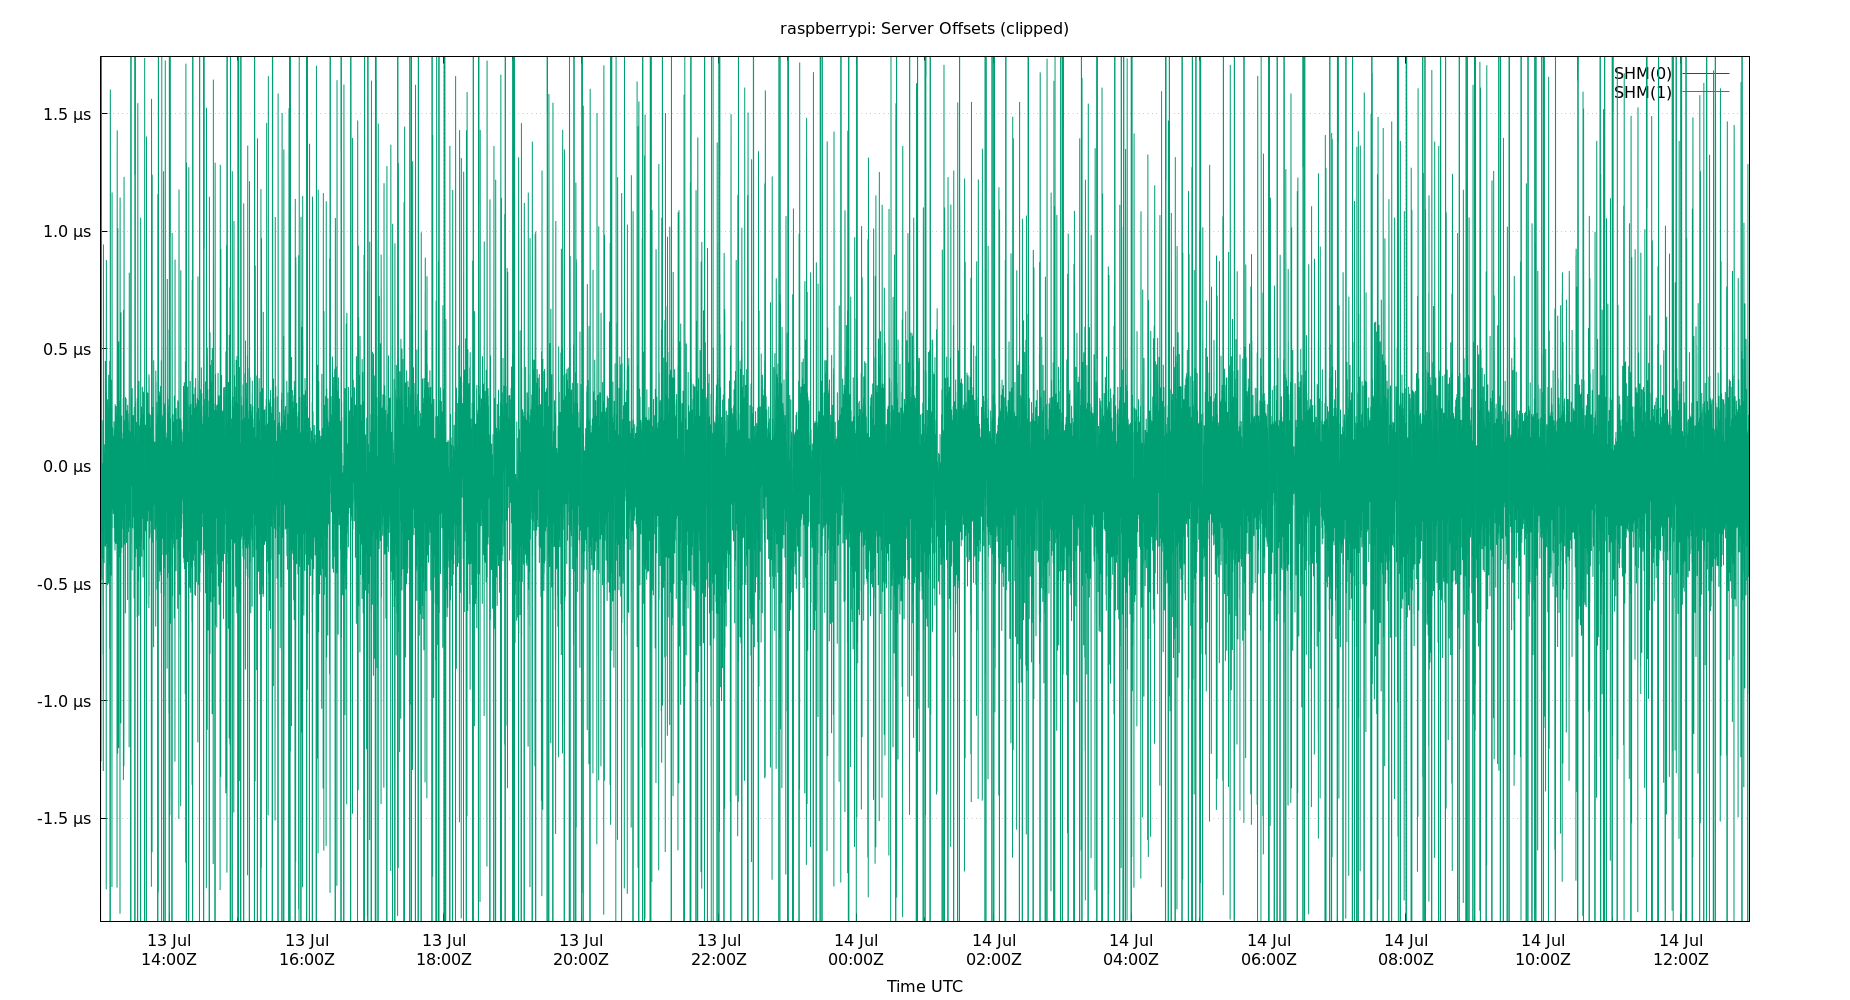 raspberrypi: Server Offsets (clipped)
SHM(0)
SHM(1)
1.5 µs
1.0 µs
0.5 µs
0.0 µs
-0.5 µs
-1.0 µs
-1.5 µs
13 Jul 13 Jul 13 Jul 13 Jul 13 Jul 14 Jul 14 Jul 14 Jul 14 Jul 14 Jul 14 Jul 14 Jul
14:00Z 16:00Z 18:00Z 20:00Z 22:00Z 00:00Z 02:00Z 04:00Z 06:00Z 08:00Z 10:00Z 12:00Z
Time UTC